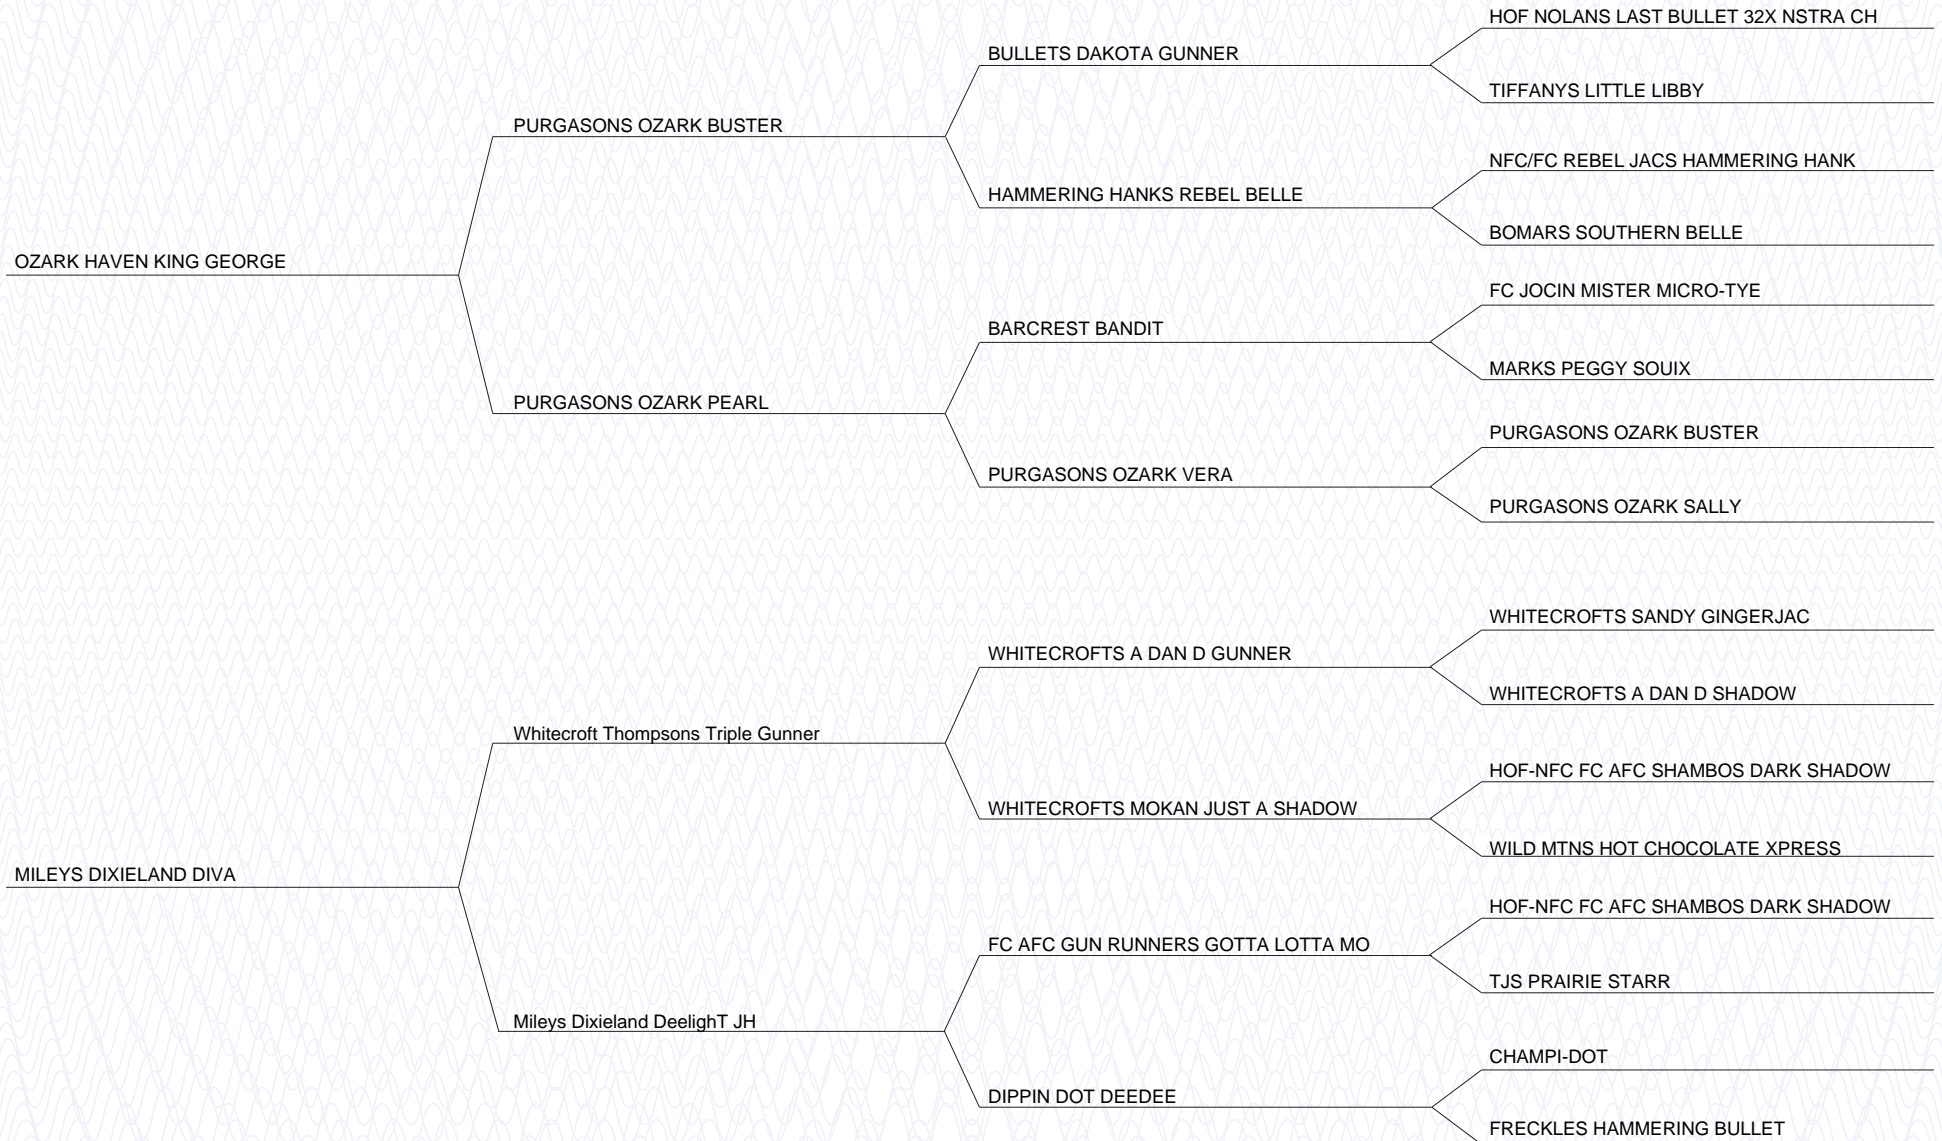 HOF NOLANS LAST BULLET 32X NSTRA CH
BULLETS DAKOTA GUNNER
TIFFANYS LITTLE LIBBY
PURGASONS OZARK BUSTER
NFC/FC REBEL JACS HAMMERING HANK
HAMMERING HANKS REBEL BELLE
BOMARS SOUTHERN BELLE
OZARK HAVEN KING GEORGE
FC JOCIN MISTER MICRO-TYE
BARCREST BANDIT
MARKS PEGGY SOUIX
PURGASONS OZARK PEARL
PURGASONS OZARK BUSTER
PURGASONS OZARK VERA
PURGASONS OZARK SALLY
WHITECROFTS SANDY GINGERJAC
WHITECROFTS A DAN D GUNNER
WHITECROFTS A DAN D SHADOW
Whitecroft Thompsons Triple Gunner
HOF-NFC FC AFC SHAMBOS DARK SHADOW
WHITECROFTS MOKAN JUST A SHADOW
WILD MTNS HOT CHOCOLATE XPRESS
MILEYS DIXIELAND DIVA
HOF-NFC FC AFC SHAMBOS DARK SHADOW
FC AFC GUN RUNNERS GOTTA LOTTA MO
TJS PRAIRIE STARR
Mileys Dixieland DeelighT JH
CHAMPI-DOT
DIPPIN DOT DEEDEE
FRECKLES HAMMERING BULLET